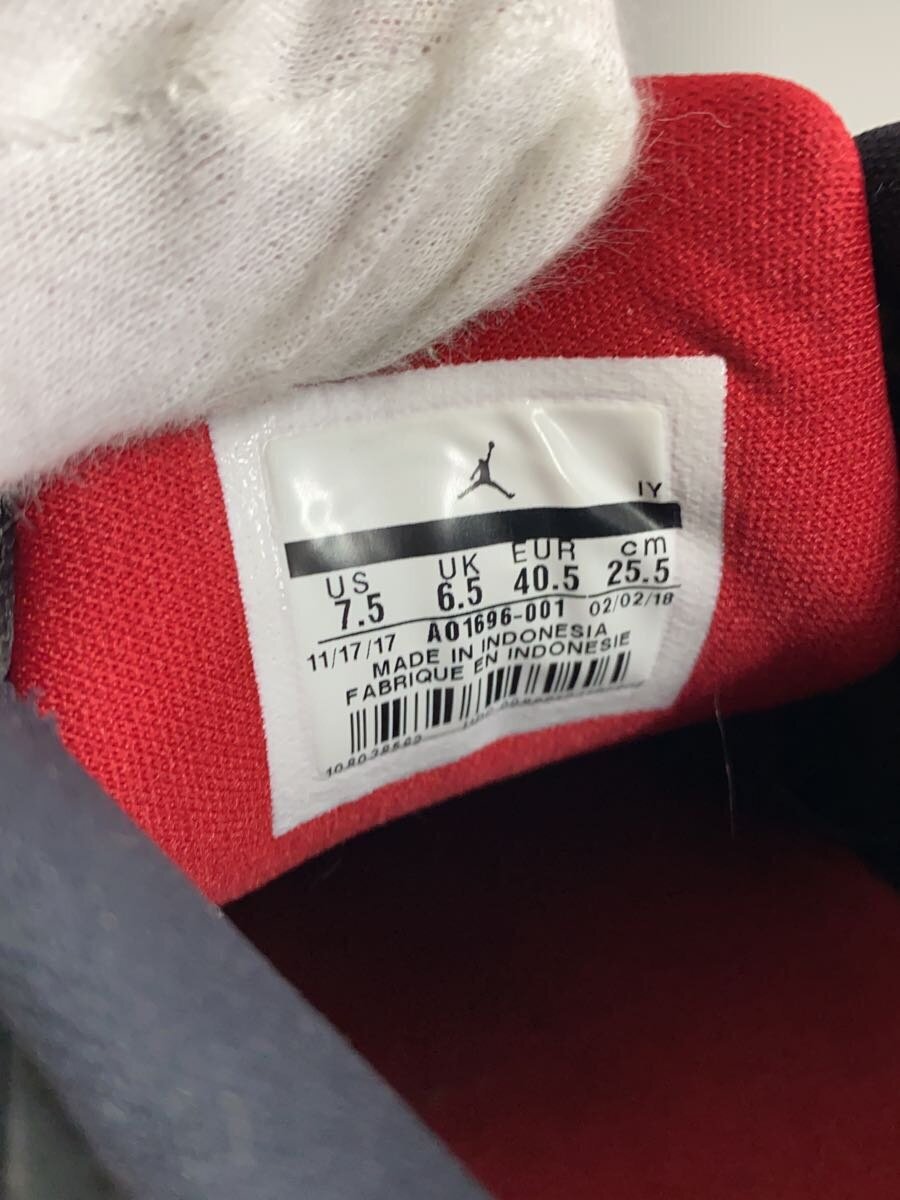 IY
US UK EUR cm
7.5 6.5 40.5 25.5
11/17/17 AO1696-001 02/02/18
MADE IN INDONESIA
FABRIQUE EN INDONESIE